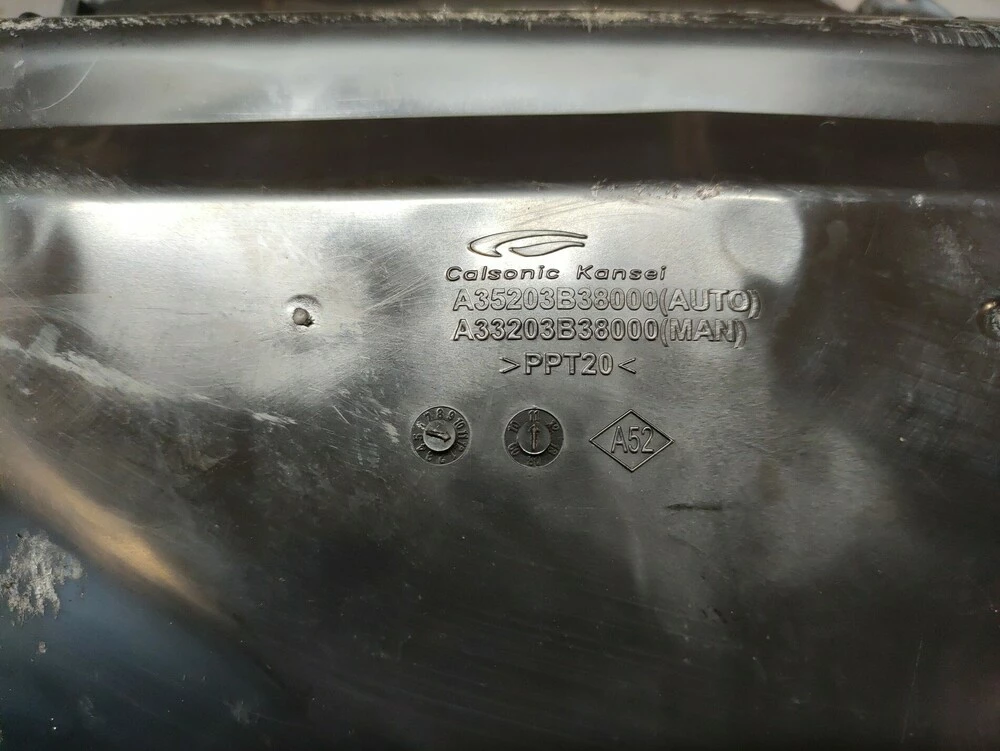 Calsonic Kansei
A35203B38000(AUTO)
A33203B38000(MAN)
>PPT20<
A52